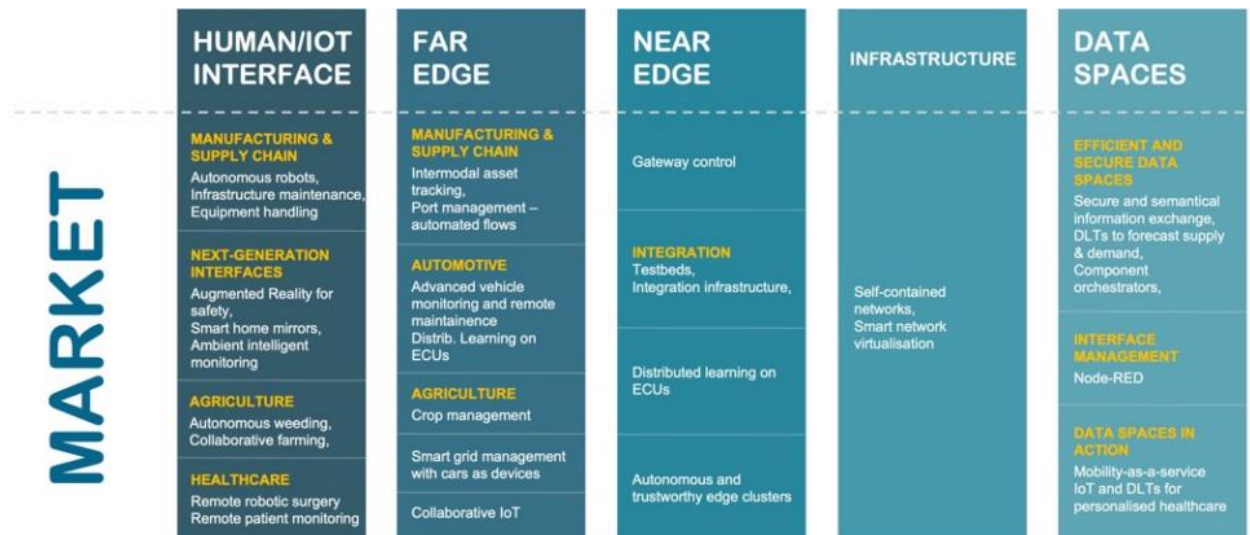 MARKET
HUMAN/IOT
INTERFACE
MANUFACTURING &
SUPPLY CHAIN
Autonomous robots,
Infrastructure maintenance,
Equipment handling
NEXT-GENERATION
INTERFACES
Augmented Reality for
safety,
Smart home mirrors,
Ambient intelligent
monitoring
AGRICULTURE
Autonomous weeding,
Collaborative farming,
HEALTHCARE
Remote robotic surgery
Remote patient monitoring
FAR
EDGE
MANUFACTURING &
SUPPLY CHAIN
Intermodal asset
tracking,
Port management –
automated flows
AUTOMOTIVE
Advanced vehicle
monitoring and remote
maintainence
Distrib. Learning on
ECUs
AGRICULTURE
Crop management
Smart grid management
with cars as devices
Collaborative IoT
NEAR
EDGE
Gateway control
INTEGRATION
Testbeds,
Integration infrastructure,
Distributed learning on
ECUs
Autonomous and
trustworthy edge clusters
INFRASTRUCTURE
Self-contained
networks,
Smart network
virtualisation
DATA
SPACES
EFFICIENT AND
SECURE DATA
SPACES
Secure and semantical
information exchange,
DLTs to forecast supply
& demand,
Component
orchestrators,
INTERFACE
MANAGEMENT
Node-RED
DATA SPACES IN
ACTION
Mobility-as-a-service
IoT and DLTs for
personalised healthcare